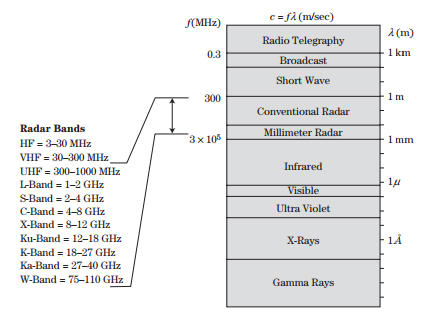 f(MHz)
c = fλ (m/sec)
λ (m)
Radio Telegraphy
0.3
1 km
Broadcast
Short Wave
300
1 m
Conventional Radar
Millimeter Radar
3 × 10⁵
1 mm
Infrared
1μ
Visible
Ultra Violet
X-Rays
1Å
Gamma Rays
Radar Bands
HF = 3–30 MHz
VHF = 30–300 MHz
UHF = 300–1000 MHz
L-Band = 1–2 GHz
S-Band = 2–4 GHz
C-Band = 4–8 GHz
X-Band = 8–12 GHz
Ku-Band = 12–18 GHz
K-Band = 18–27 GHz
Ka-Band = 27–40 GHz
W-Band = 75–110 GHz